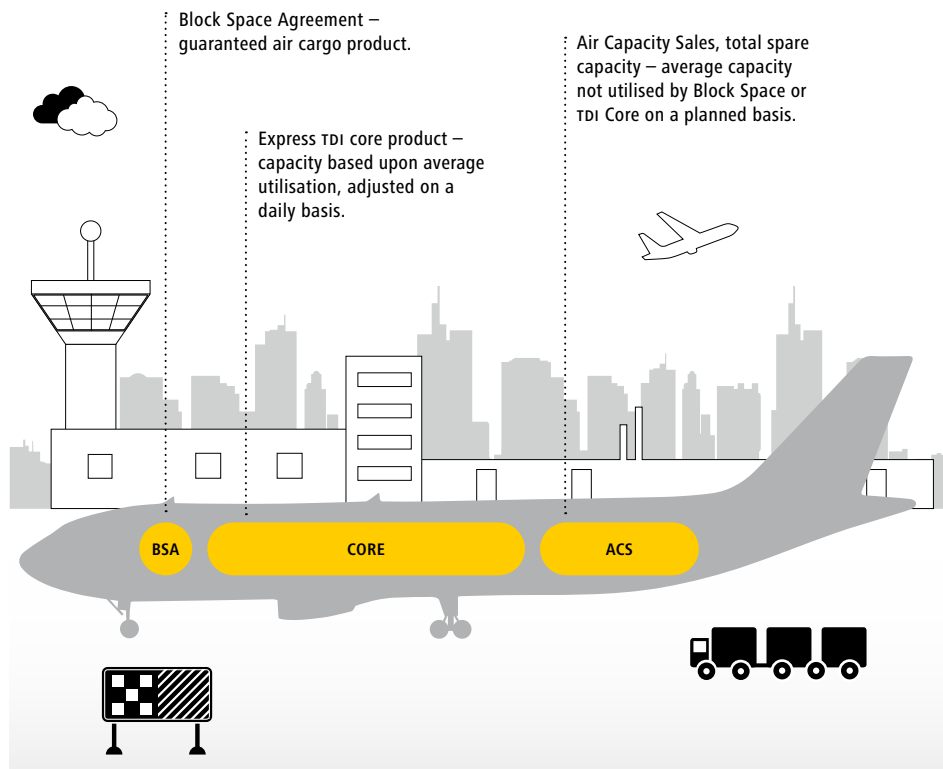 Block Space Agreement –
guaranteed air cargo product.
Express TDI core product –
capacity based upon average
utilisation, adjusted on a
daily basis.
Air Capacity Sales, total spare
capacity – average capacity
not utilised by Block Space or
TDI Core on a planned basis.
BSA
CORE
ACS